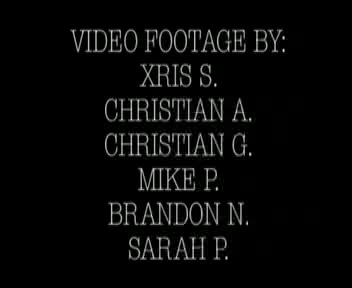 VIDEO FOOTAGE BY:
XRIS S.
CHRISTIAN A.
CHRISTIAN G.
MIKE P.
BRANDON N.
SARAH P.